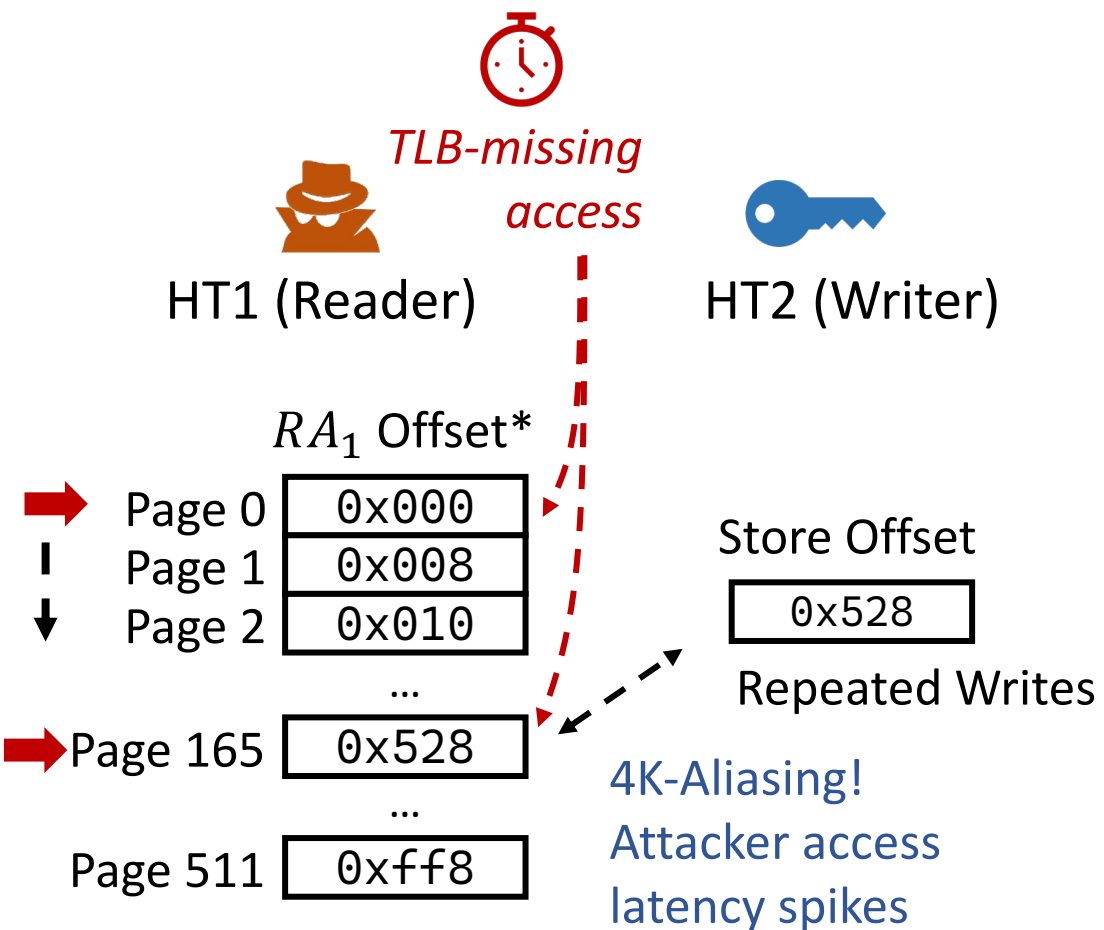 TLB-missing
access
HT1 (Reader)
HT2 (Writer)
𝑅𝐴₁ Offset*
Page 0 0x000
Page 1 0x008
Page 2 0x010
...
Page 165 0x528
...
Page 511 0xff8
Store Offset
0x528
Repeated Writes
4K-Aliasing!
Attacker access
latency spikes